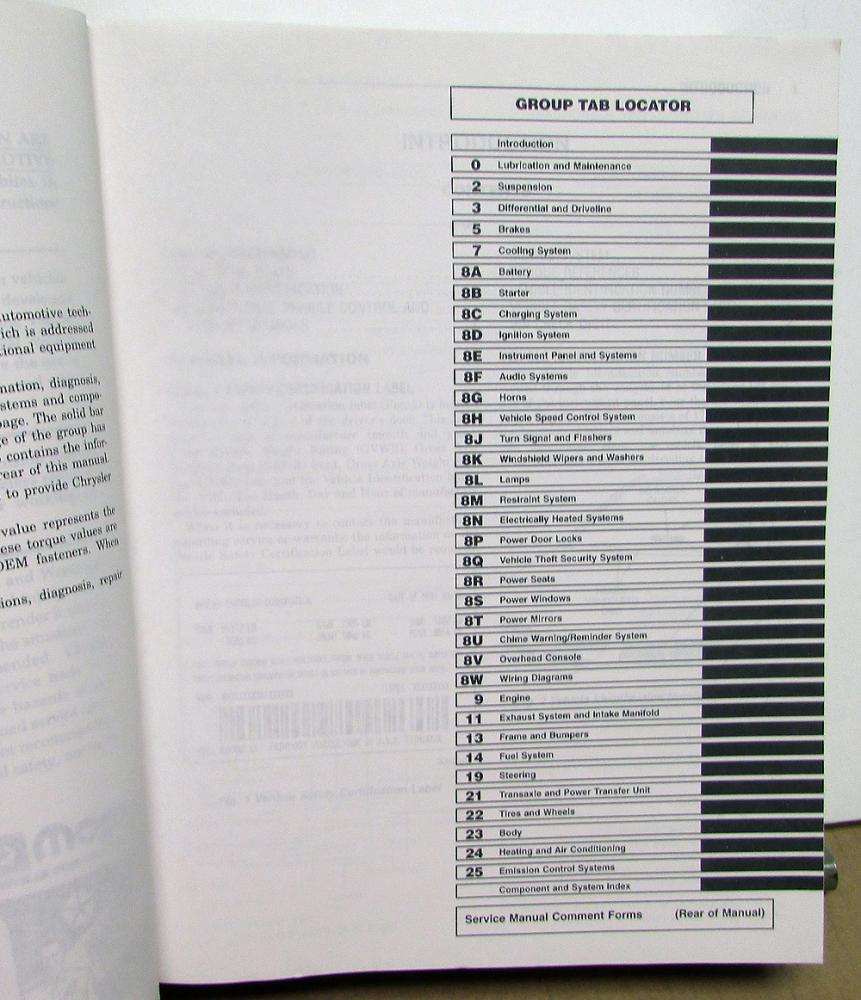 utomotive tech-
ich is addressed
ional equipment
nation, diagnosis,
stems and compo-
page. The solid bar
e of the group has
contains the infor-
rear of this manual
to provide Chrysler
value represents the
ese torque values are
OEM fasteners. When
ions, diagnosis, repair
GROUP TAB LOCATOR
Introduction
0 Lubrication and Maintenance
2 Suspension
3 Differential and Driveline
5 Brakes
7 Cooling System
8A Battery
8B Starter
8C Charging System
8D Ignition System
8E Instrument Panel and Systems
8F Audio Systems
8G Horns
8H Vehicle Speed Control System
8J Turn Signal and Flashers
8K Windshield Wipers and Washers
8L Lamps
8M Restraint System
8N Electrically Heated Systems
8P Power Door Locks
8Q Vehicle Theft Security System
8R Power Seats
8S Power Windows
8T Power Mirrors
8U Chime Warning/Reminder System
8V Overhead Console
8W Wiring Diagrams
9 Engine
11 Exhaust System and Intake Manifold
13 Frame and Bumpers
14 Fuel System
19 Steering
21 Transaxle and Power Transfer Unit
22 Tires and Wheels
23 Body
24 Heating and Air Conditioning
25 Emission Control Systems
Component and System Index
Service Manual Comment Forms (Rear of Manual)